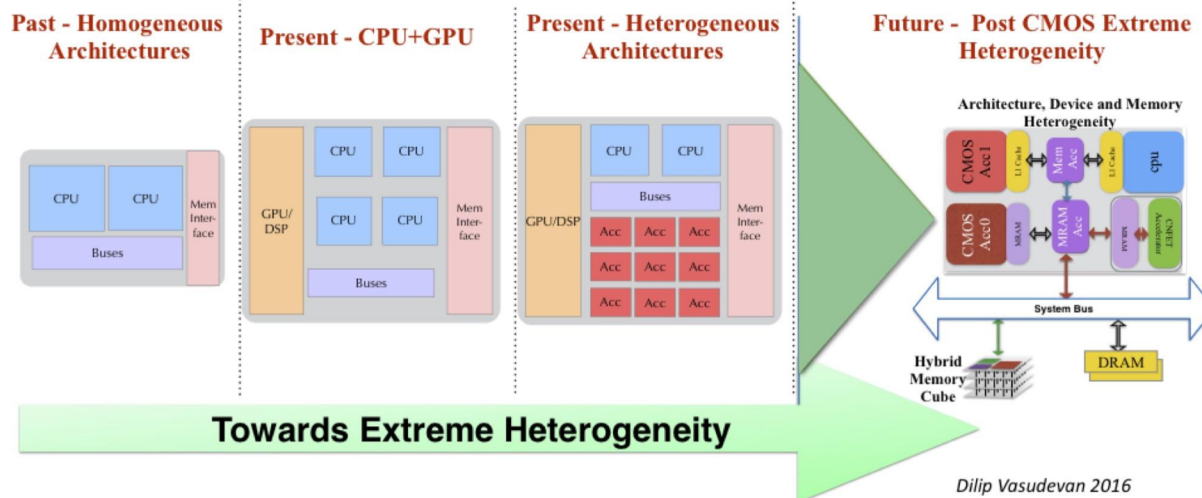 Past - Homogeneous
Architectures
Present - CPU+GPU
Present - Heterogeneous
Architectures
Future - Post CMOS Extreme
Heterogeneity
CPU
CPU
Buses
Mem
Inter-
face
GPU/
DSP
CPU
CPU
CPU
CPU
Buses
Mem
Inter-
face
GPU/DSP
CPU
CPU
Buses
Acc
Acc
Acc
Acc
Acc
Acc
Acc
Acc
Acc
Mem
Inter-
face
Architecture, Device and Memory
Heterogeneity
CMOS
Acc1
L1 Cache
Mem
Acc
L1 Cache
cpu
CMOS
Acc0
MRAM
MRAM
Acc
MRAM
CNFET
Accelerator
System Bus
Hybrid
Memory
Cube
DRAM
Towards Extreme Heterogeneity
Dilip Vasudevan 2016